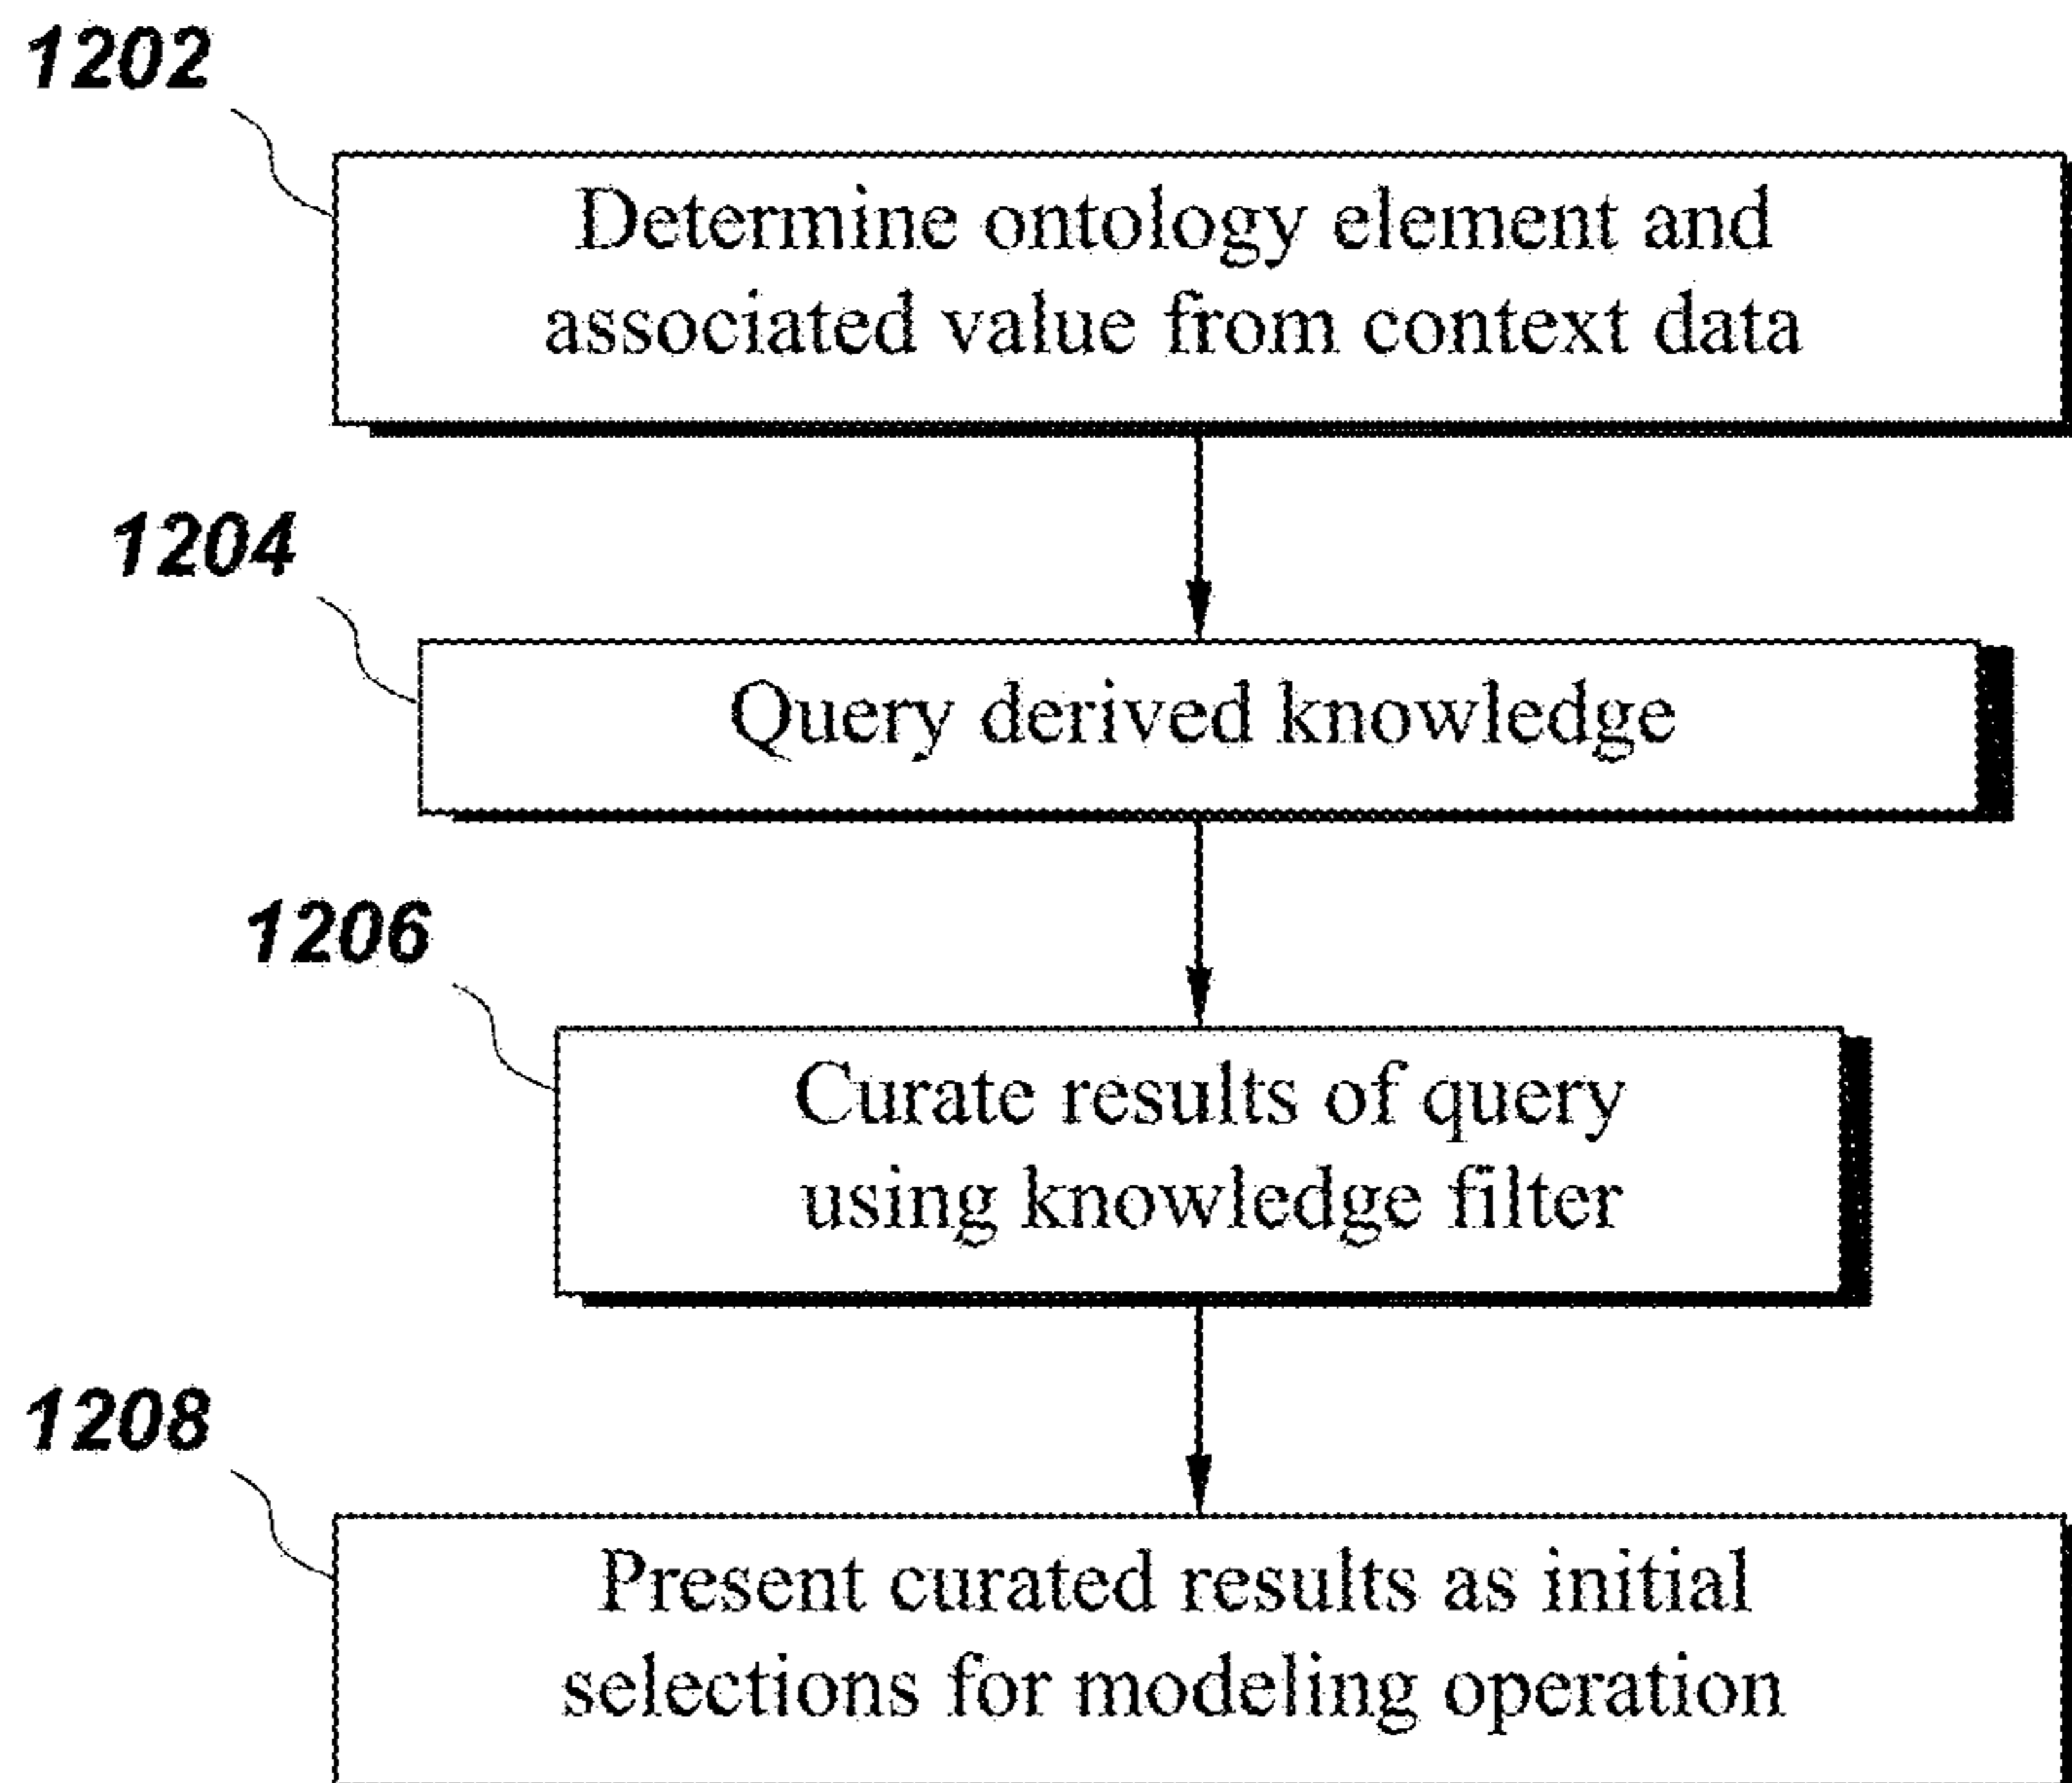 1202
Determine ontology element and
associated value from context data
1204
Query derived knowledge
1206
Curate results of query
using knowledge filter
1208
Present curated results as initial
selections for modeling operation